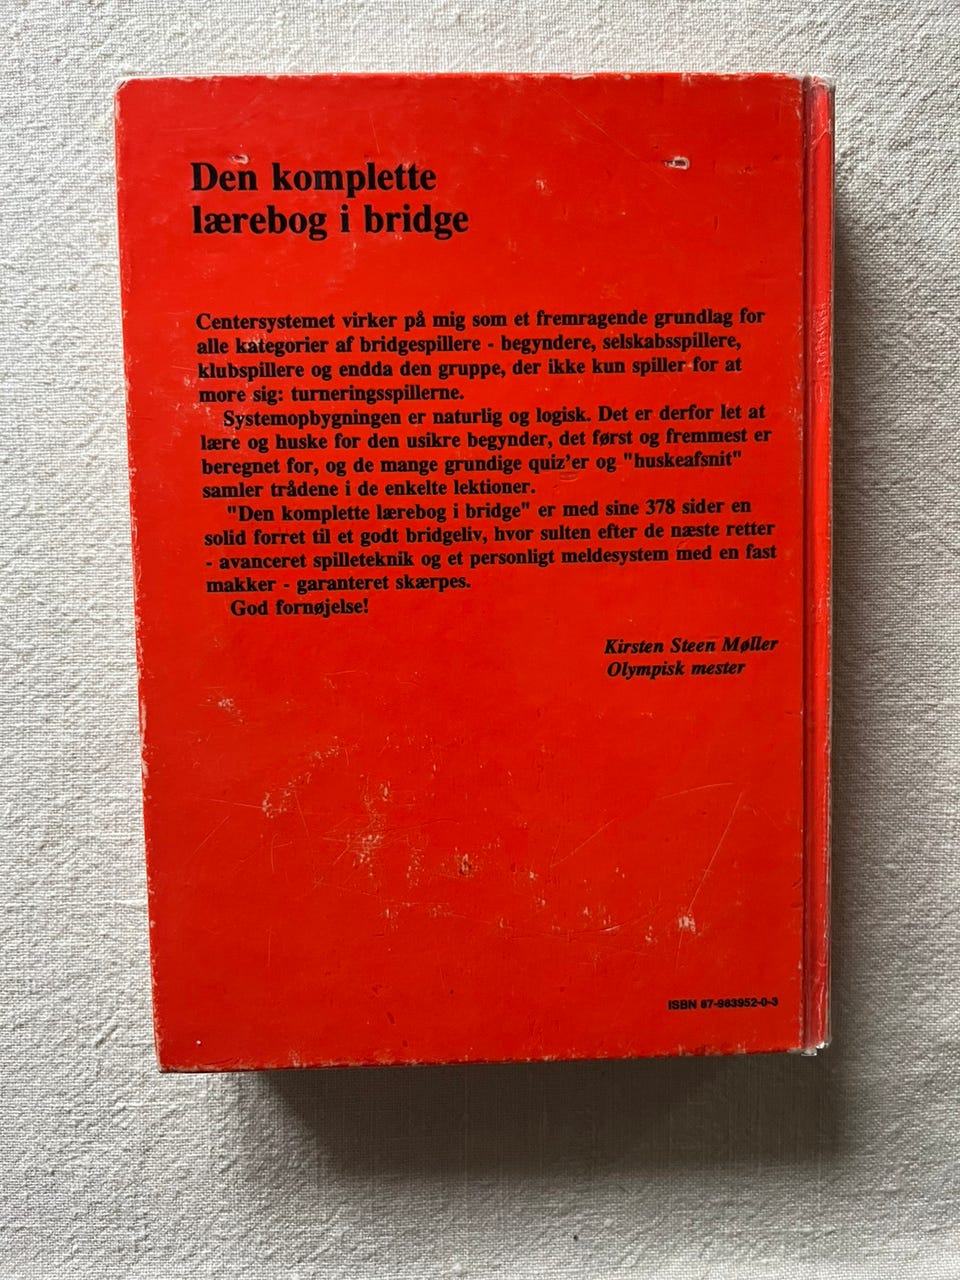 Den komplette
lærebog i bridge
Centersystemet virker på mig som et fremragende grundlag for
alle kategorier af bridgespillere - begyndere, selskabsspillere,
klubspillere og endda den gruppe, der ikke kun spiller for at
more sig: turneringsspillerne.
Systemopbygningen er naturlig og logisk. Det er derfor let at
lære og huske for den usikre begynder, det først og fremmest er
beregnet for, og de mange grundige quiz'er og "huskeafsnit"
samler trådene i de enkelte lektioner.
"Den komplette lærebog i bridge" er med sine 378 sider en
solid forret til et godt bridgeliv, hvor sulten efter de næste retter
- avanceret spilleteknik og et personligt meldesystem med en fast
makker - garanteret skærpes.
God fornøjelse!
Kirsten Steen Møller
Olympisk mester
ISBN 87-983952-0-3